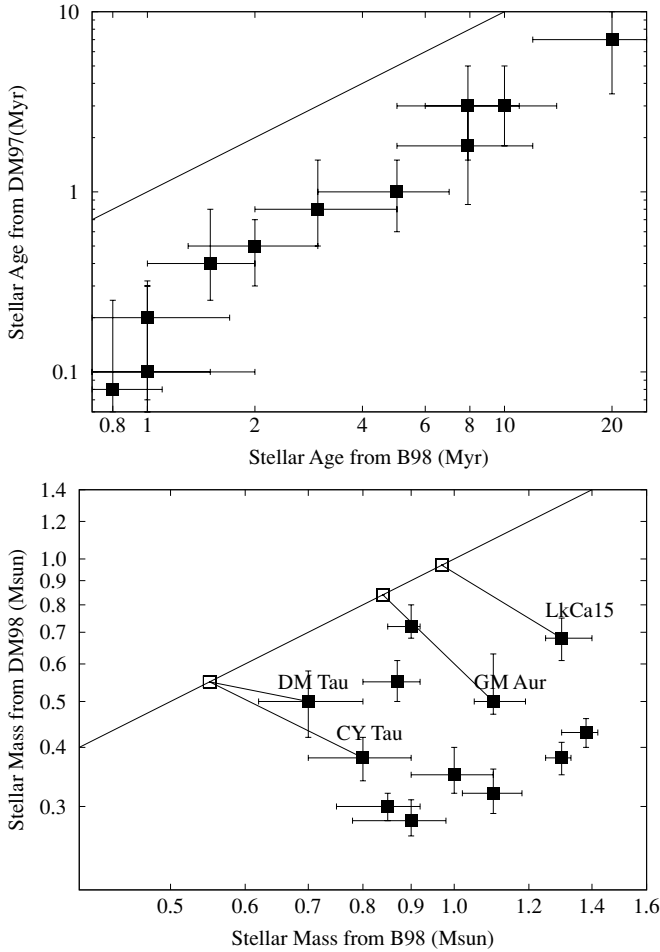 10
1
0.1
Stellar Age from DM97(Myr)
0.8 1 2 4 6 8 10 20
Stellar Age from B98 (Myr)
1.4
1.2
1.0
0.9
0.8
0.7
0.6
0.5
0.4
0.3
Stellar Mass from DM98 (Msun)
LkCa15
DM Tau
GM Aur
CY Tau
0.5 0.6 0.7 0.8 0.9 1.0 1.2 1.4 1.6
Stellar Mass from B98 (Msun)